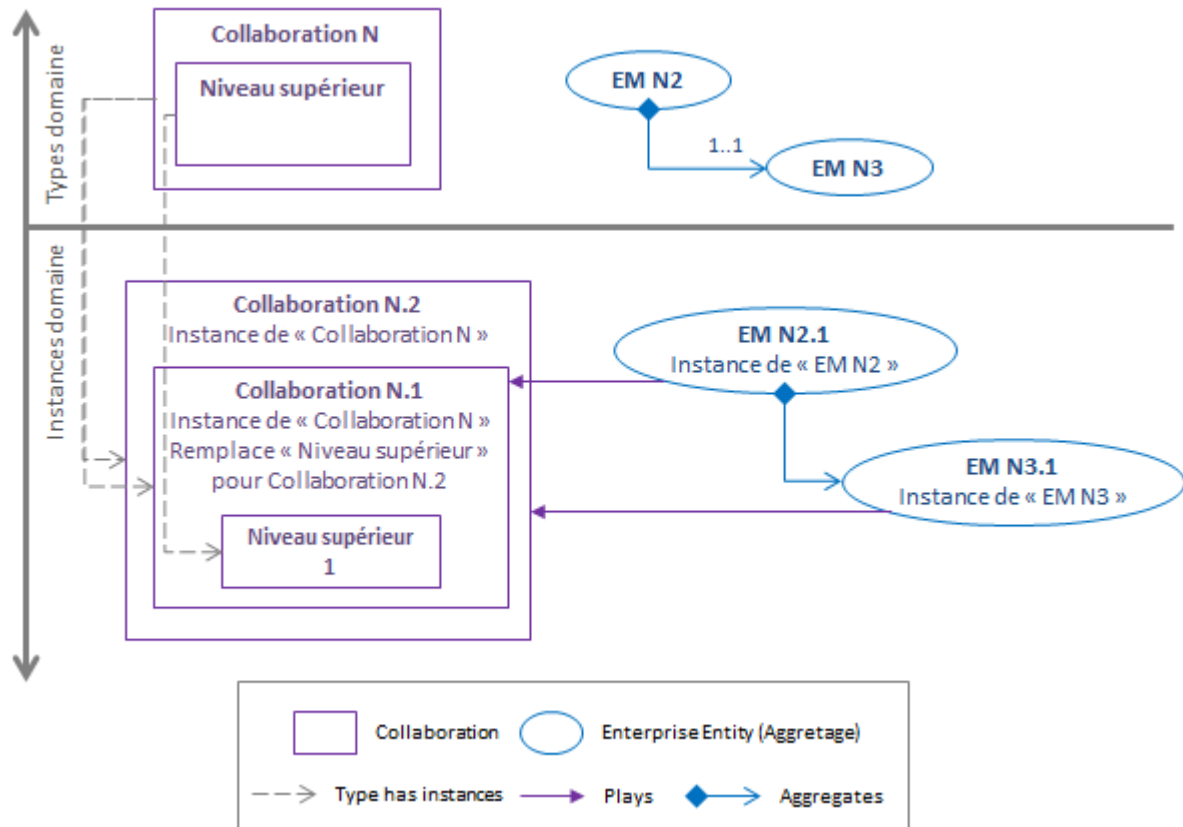 Types domaine
Collaboration N
Niveau supérieur
EM N2
1..1
EM N3
Instances domaine
Collaboration N.2
Instance de « Collaboration N »
Collaboration N.1
Instance de « Collaboration N »
Remplace « Niveau supérieur »
pour Collaboration N.2
Niveau supérieur
1
EM N2.1
Instance de « EM N2 »
EM N3.1
Instance de « EM N3 »
Collaboration
Enterprise Entity (Aggretage)
Type has instances
Plays
Aggregates